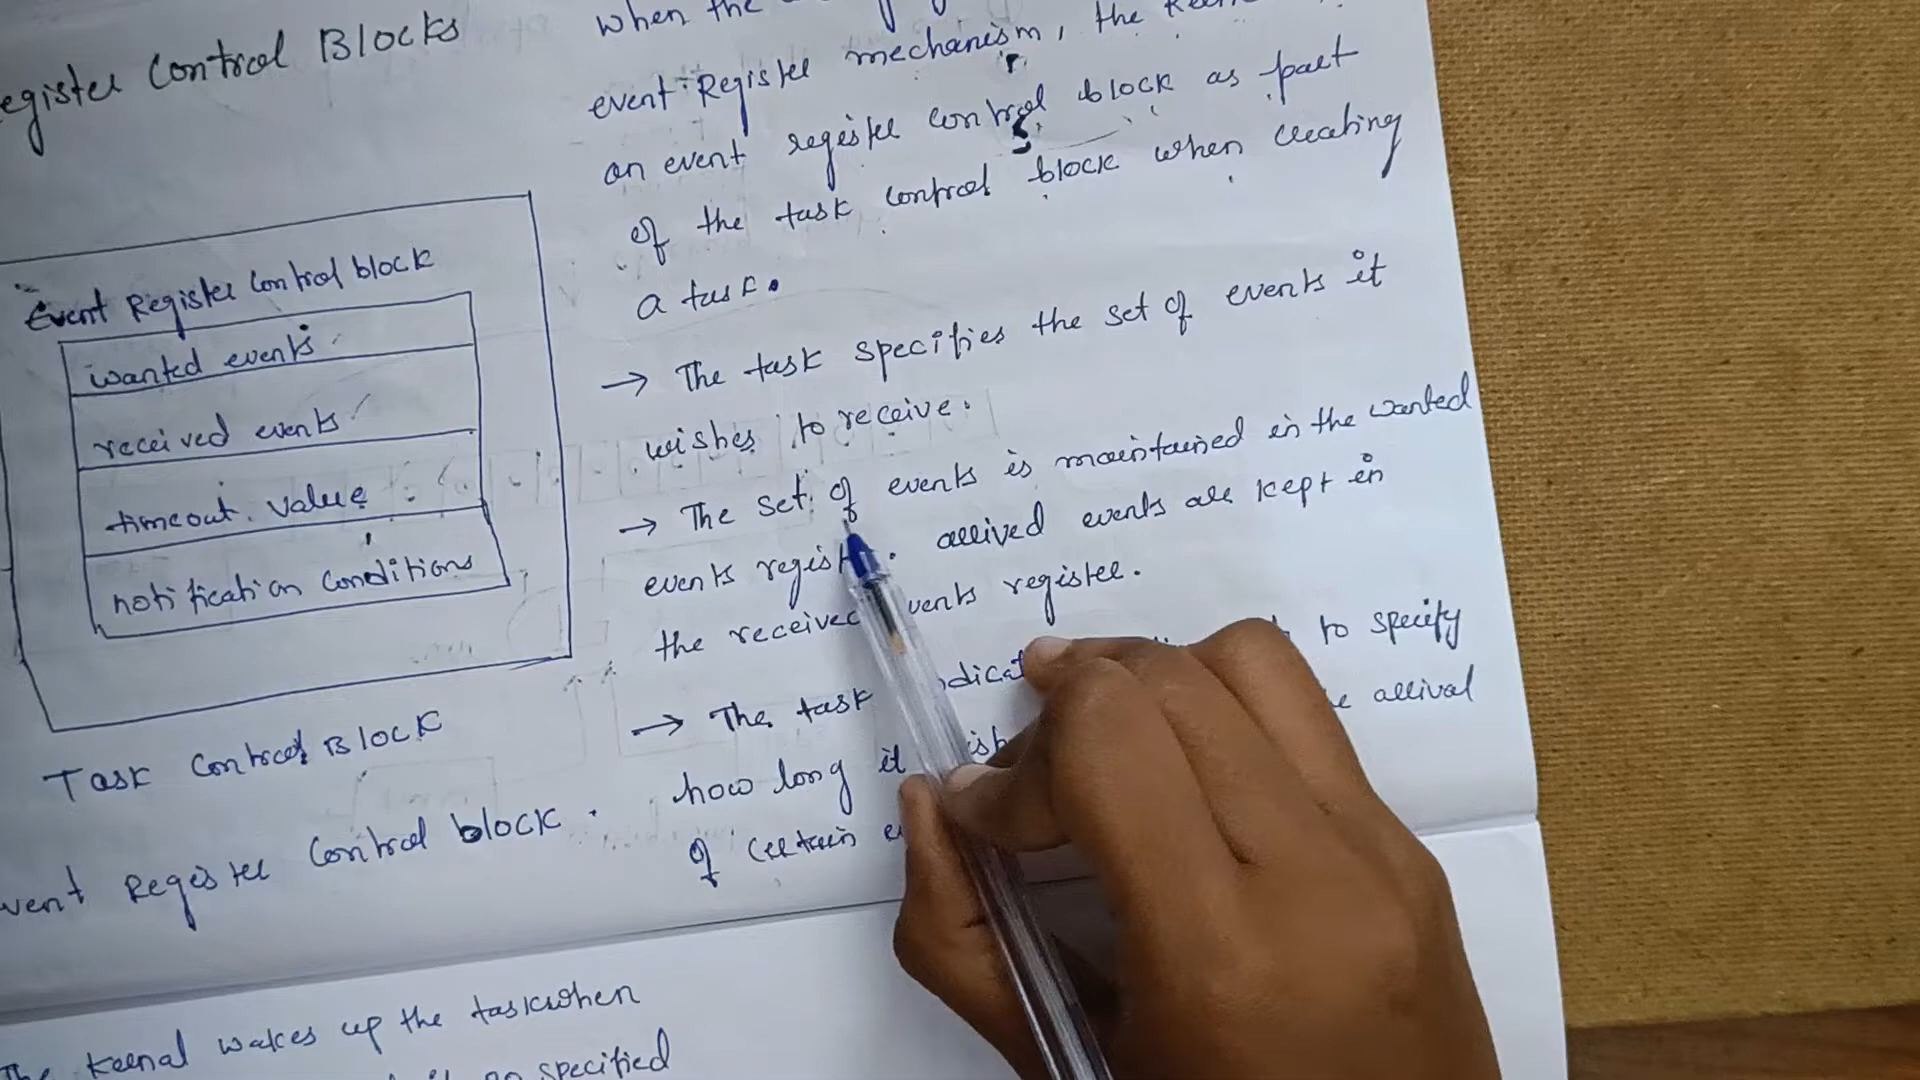 Register Control Blocks
Event Register Control block
wanted events
received events
timeout value
notification conditions
Task Control Block
Event Register Control block.
The kernal wakes up the task when
specified
when the
event Register mechanism, the
an event register control block as part
of the task control block when creating
a task.
→ The task specifies the set of events it
wishes to receive.
→ The set of events is maintained in the wanted
events register. arrived events are kept in
the received events register.
→ The task to specify
how long it arrival
of certain